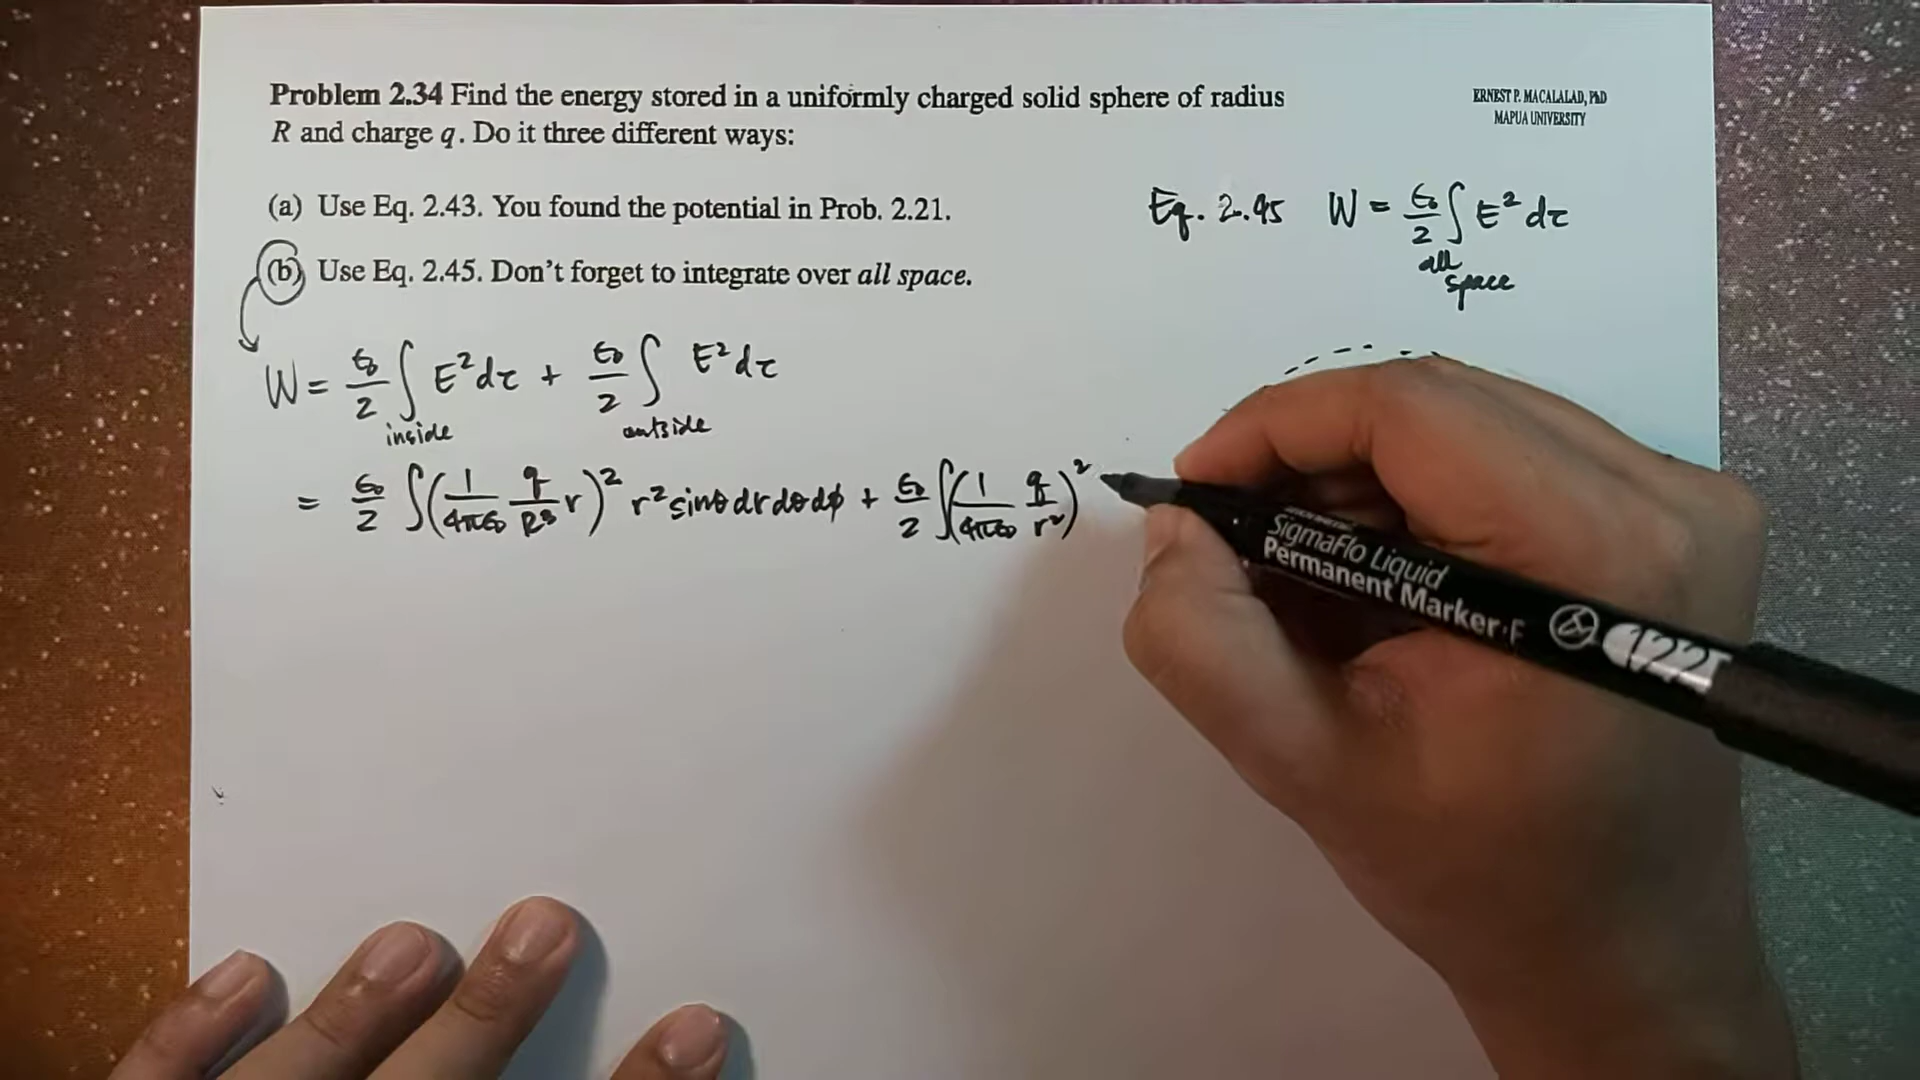 Problem 2.34 Find the energy stored in a uniformly charged solid sphere of radius
R and charge q. Do it three different ways:
ERNEST P. MACALALAD, PhD
MAPUA UNIVERSITY
(a) Use Eq. 2.43. You found the potential in Prob. 2.21.
Eq. 2.45 W = ε₀/2 ∫ E² dτ
all
space
(b) Use Eq. 2.45. Don't forget to integrate over all space.
W = ε₀/2 ∫ E² dτ + ε₀/2 ∫ E² dτ
inside outside
= ε₀/2 ∫ (1/4πε₀ q/R³ r)² r² sinθ dr dθ dϕ + ε₀/2 ∫ (1/4πε₀ q/r²)²
SigmaFlo Liquid
Permanent Marker·F